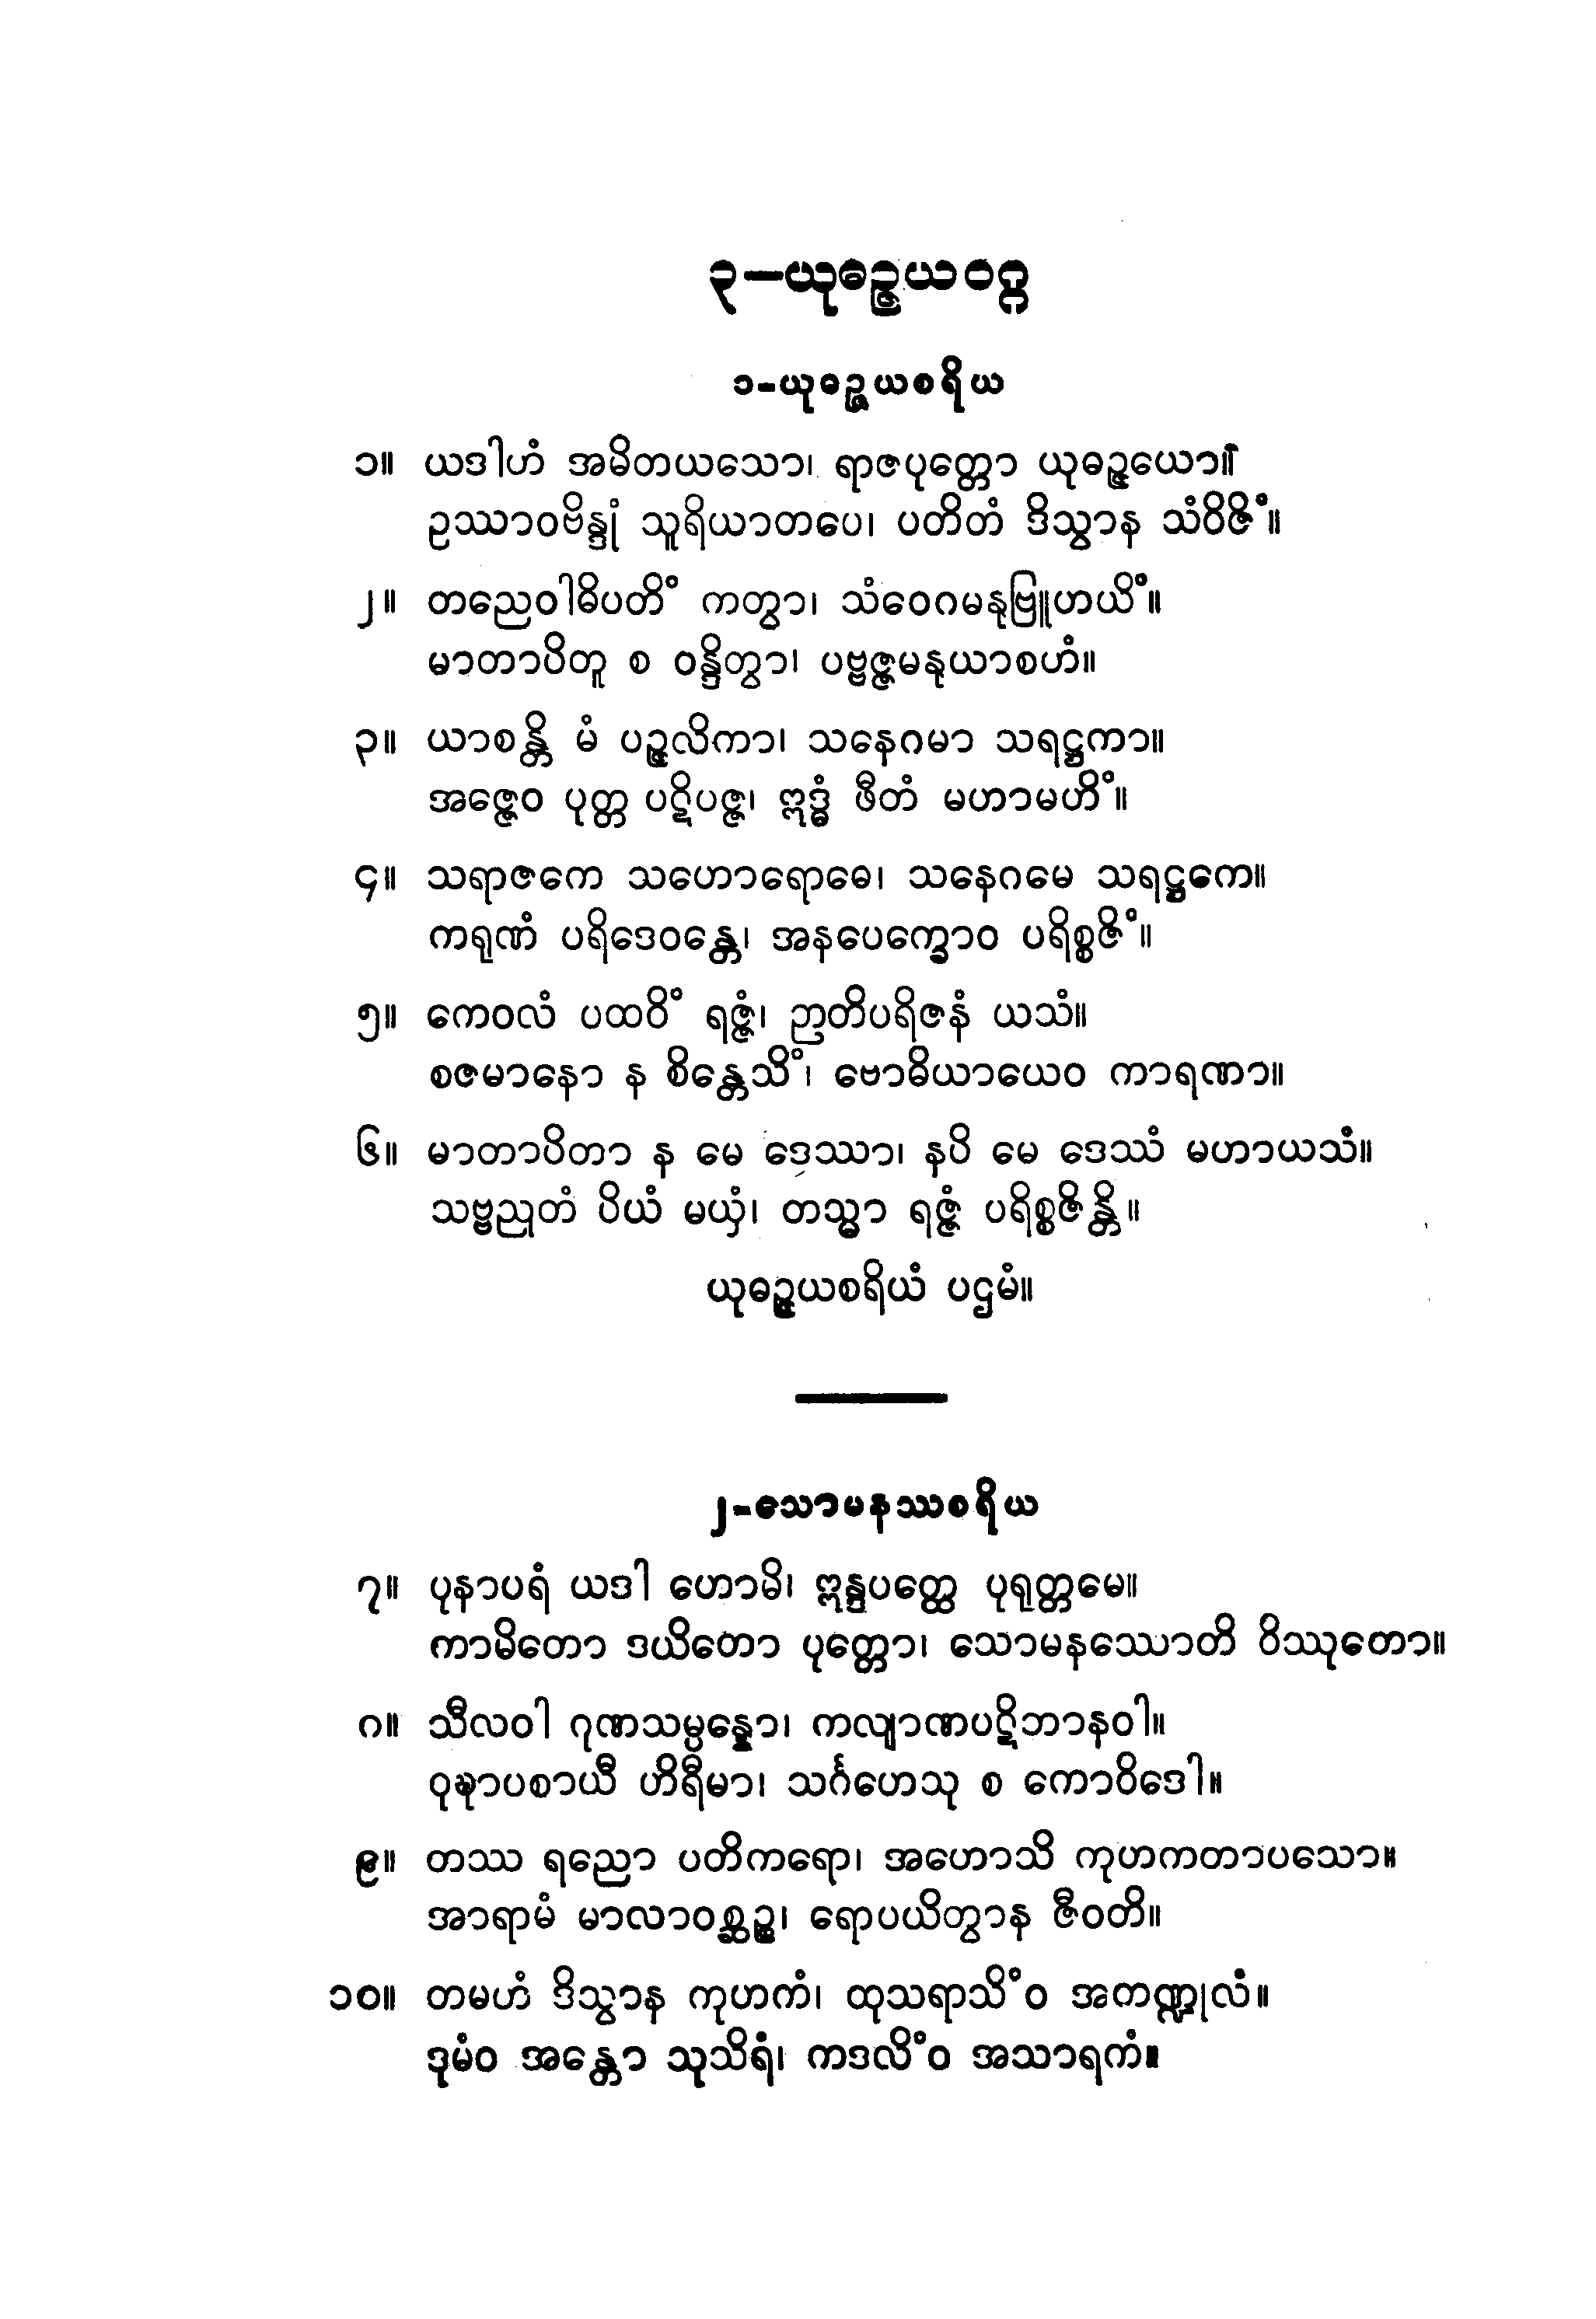 ၃–ယုဓဉ္ဇယဝဂ္ဂ
၁-ယုဓဉ္ဇယစရိယ
၁။ ယဒါဟံ အမိတယသော၊ ရာဇပုတ္တော ယုဓဉ္ဇယော။
ဥဿာဝဗိန္ဒုံ သူရိယာတပေ၊ ပတိတံ ဒိသွာန သံဝိဇိံ။
၂။ တညေဝါဓိပတိံ ကတွာ၊ သံဝေဂမနုဗြူဟယိံ။
မာတာပိတူ စ ဝန္ဒိတွာ၊ ပဗ္ဗဇ္ဇမနုယာစဟံ။
၃။ ယာစန္တိ မံ ပဉ္ဇလိကာ၊ သနေဂမာ သရဋ္ဌကာ။
အဇ္ဇေဝ ပုတ္တ ပဋိပဇ္ဇ၊ ဣဒ္ဓံ ဖီတံ မဟာမဟိံ။
၄။ သရာဇကေ သဟောရောဓေ၊ သနေဂမေ သရဋ္ဌကေ။
ကရုဏံ ပရိဒေဝန္တေ၊ အနပေက္ခောဝ ပရိစ္စဇိံ။
၅။ ကေဝလံ ပထဝိံ ရဇ္ဇံ၊ ဉာတိပရိဇနံ ယသံ။
စဇမာနော န စိန္တေသိံ၊ ဗောဓိယာယေဝ ကာရဏာ။
၆။ မာတာပိတာ န မေ ဒေဿာ၊ နပိ မေ ဒေဿံ မဟာယသံ။
သဗ္ဗညုတံ ပိယံ မယှံ၊ တသ္မာ ရဇ္ဇံ ပရိစ္စဇိန္တိ။
ယုဓဉ္ဇယစရိယံ ပဌမံ။
၂-သောမနဿစရိယ
၇။ ပုနာပရံ ယဒါ ဟောမိ၊ ဣန္ဒပတ္ထေ ပုရုတ္တမေ။
ကာမိတော ဒယိတော ပုတ္တော၊ သောမနဿောတိ ဝိဿုတော။
၈။ သီလဝါ ဂုဏသမ္ပန္နော၊ ကလျာဏပဋိဘာနဝါ။
ဝုဍ္ဎာပစာယီ ဟိရီမာ၊ သင်္ဂဟေသု စ ကောဝိဒေါ။
၉။ တဿ ရညော ပတိကရော၊ အဟောသိ ကုဟကတာပသော။
အာရာမံ မာလာဝစ္ဆဉ္စ၊ ရောပယိတွာန ဇီဝတိ။
၁၀။ တမဟံ ဒိသွာန ကုဟကံ၊ ထုသရာသိံဝ အတဏ္ဍုလံ။
ဒုမံဝ အန္တော သုသိရံ၊ ကဒလိံဝ အသာရကံ။